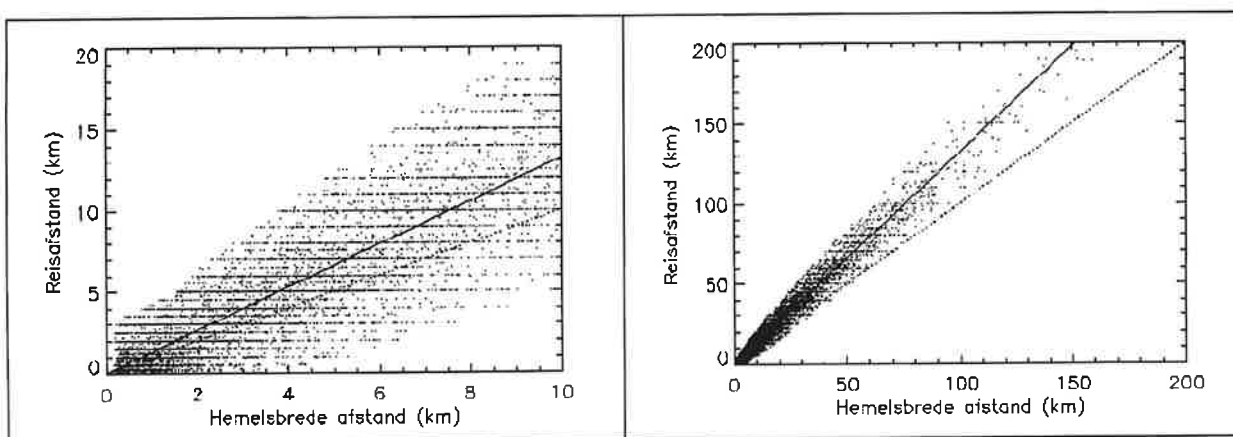 20
15
10
5
0
Reisafstand (km)
0 2 4 6 8 10
Hemelsbrede afstand (km)
200
150
100
50
0
Reisafstand (km)
0 50 100 150 200
Hemelsbrede afstand (km)